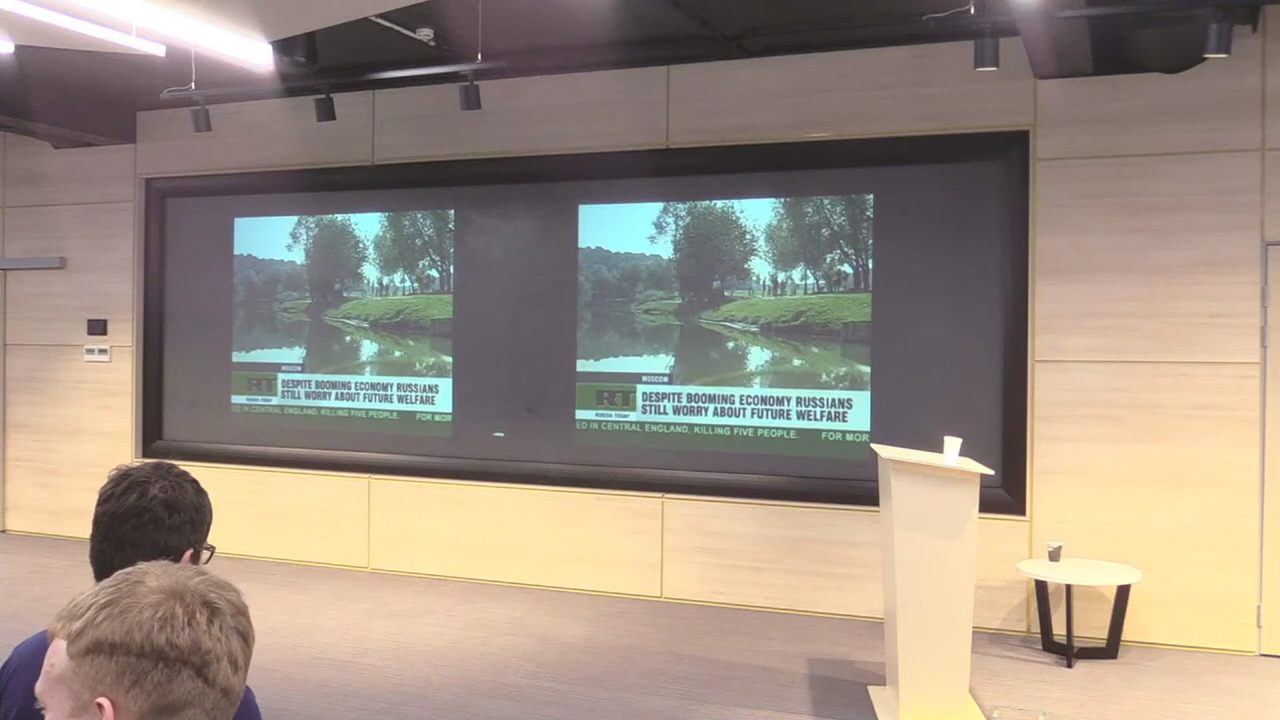 MOSCOW
RT
RUSSIA TODAY
DESPITE BOOMING ECONOMY RUSSIANS
STILL WORRY ABOUT FUTURE WELFARE
ED IN CENTRAL ENGLAND, KILLING FIVE PEOPLE. FOR MOR
MOSCOW
RT
RUSSIA TODAY
DESPITE BOOMING ECONOMY RUSSIANS
STILL WORRY ABOUT FUTURE WELFARE
ED IN CENTRAL ENGLAND, KILLING FIVE PEOPLE. FOR MOR